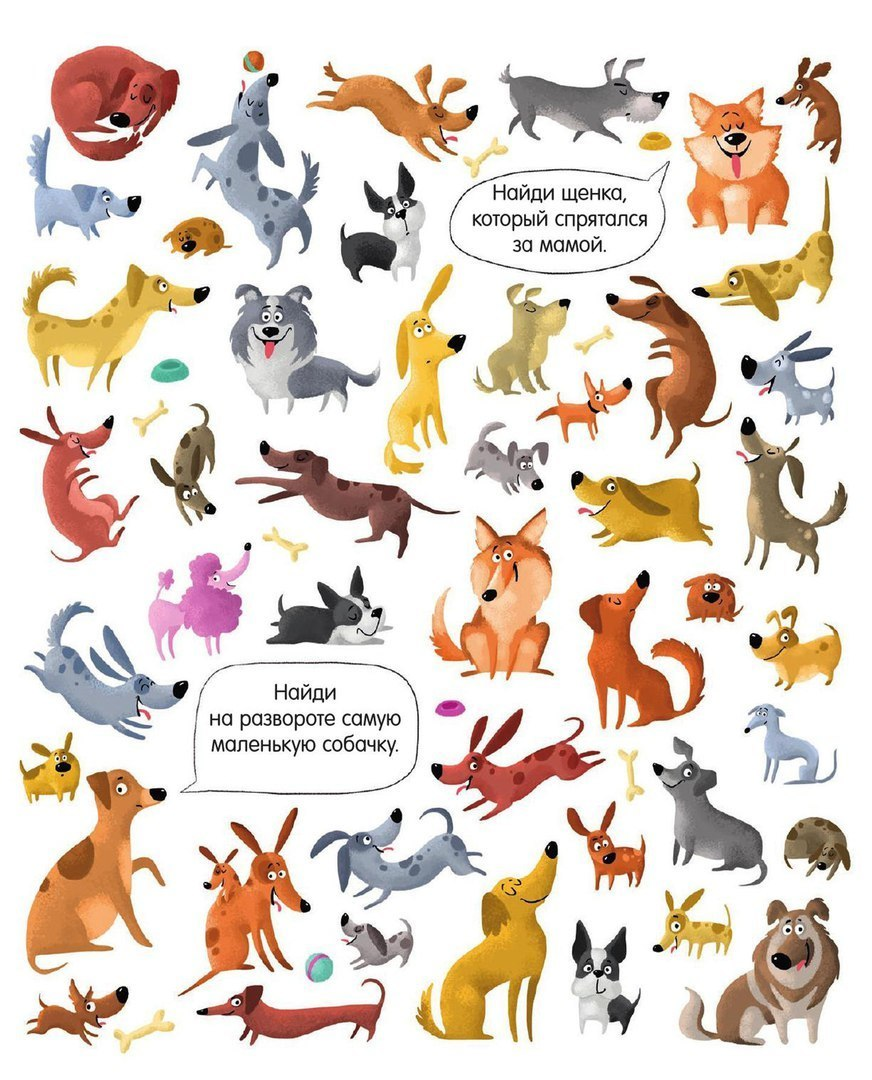 Найди щенка,
который спрятался
за мамой.
Найди
на развороте самую
маленькую собачку.